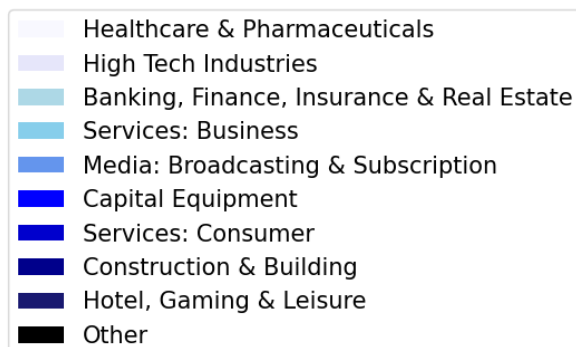 Healthcare & Pharmaceuticals
High Tech Industries
Banking, Finance, Insurance & Real Estate
Services: Business
Media: Broadcasting & Subscription
Capital Equipment
Services: Consumer
Construction & Building
Hotel, Gaming & Leisure
Other